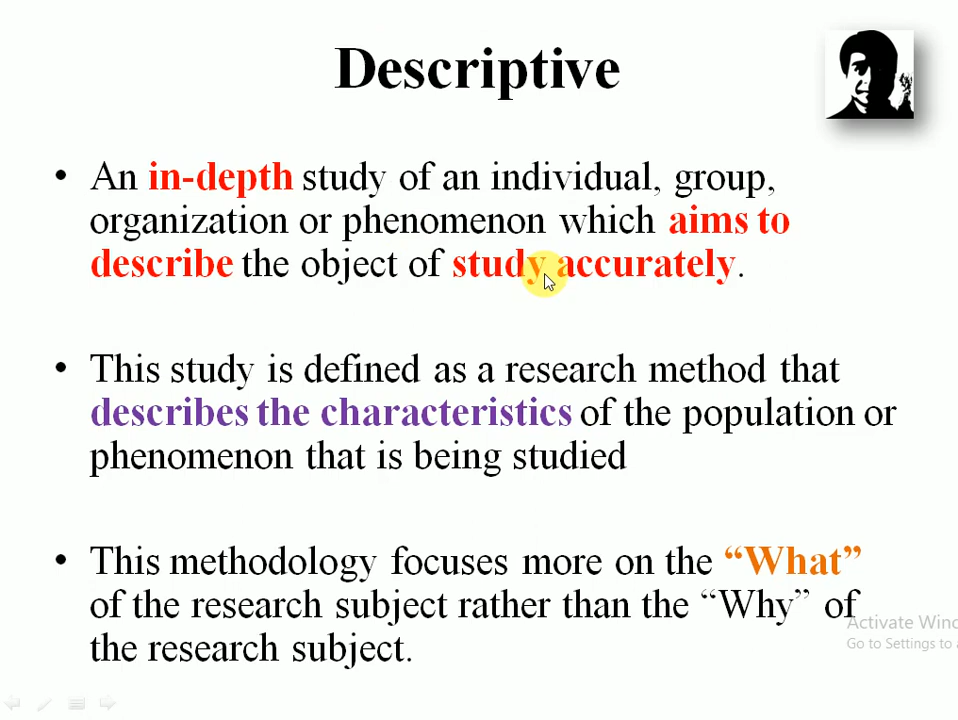 Descriptive
• An in-depth study of an individual, group,
organization or phenomenon which aims to
describe the object of study accurately.
• This study is defined as a research method that
describes the characteristics of the population or
phenomenon that is being studied
• This methodology focuses more on the “What”
of the research subject rather than the “Why” of
the research subject.
Activate Wind
Go to Settings to a